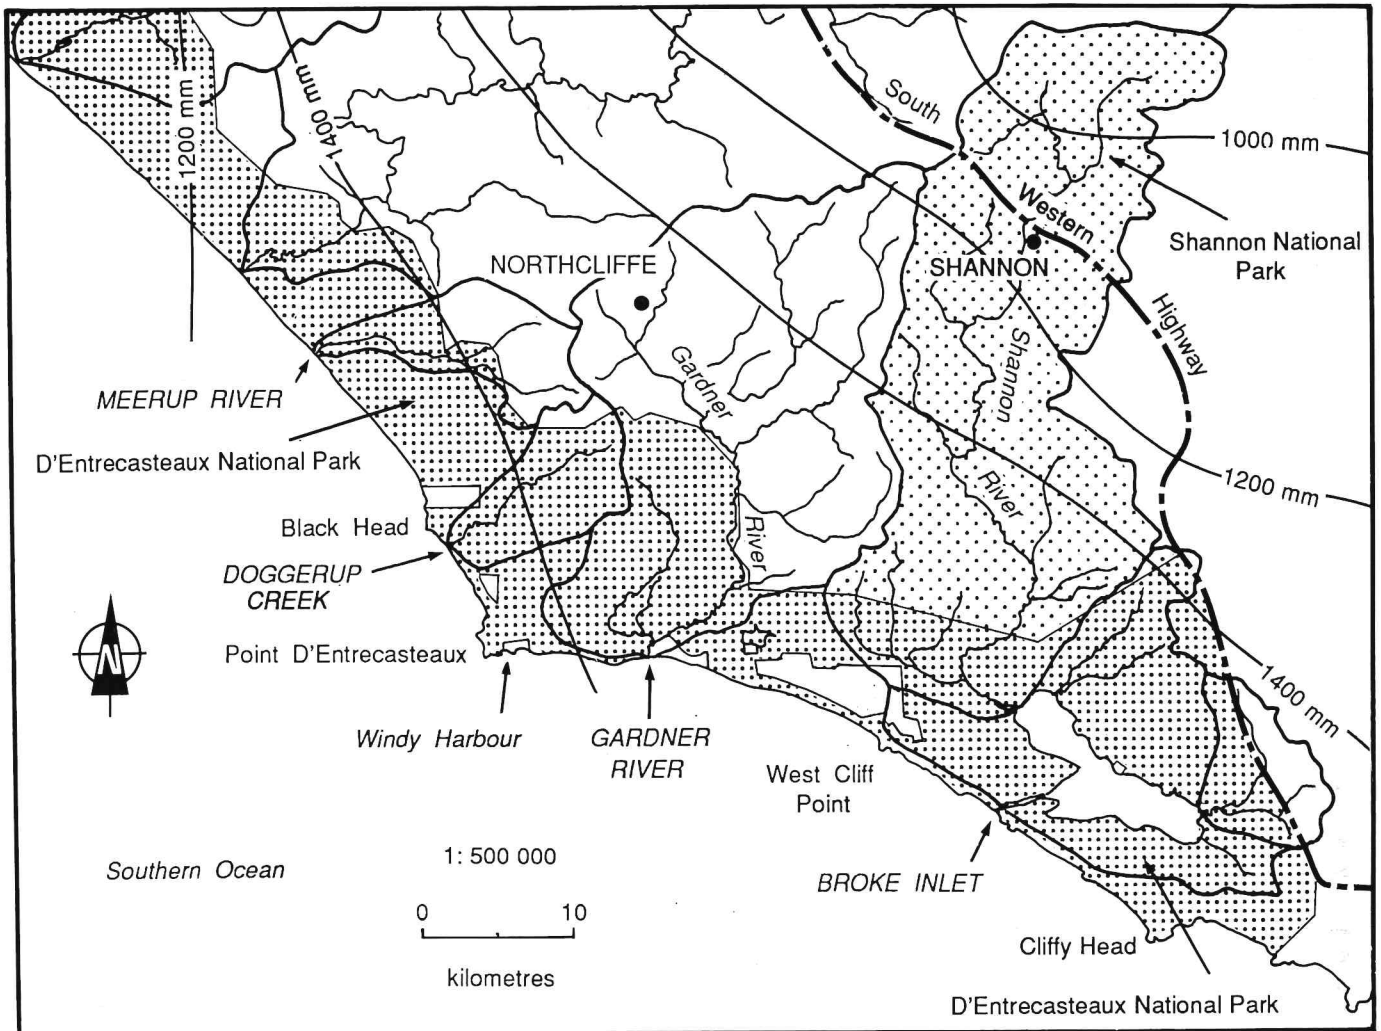 South
1000 mm
1200 mm
1400 mm
Western
Shannon National
Park
NORTHCLIFFE
SHANNON
Highway
Gardner
Shannon
MEERUP RIVER
D'Entrecasteaux National Park
River
1200 mm
Black Head
River
DOGGERUP
CREEK
N
Point D'Entrecasteaux
1400 mm
Windy Harbour
GARDNER
RIVER
West Cliff
Point
1: 500 000
Southern Ocean
BROKE INLET
0 10
kilometres
Cliffy Head
D'Entrecasteaux National Park